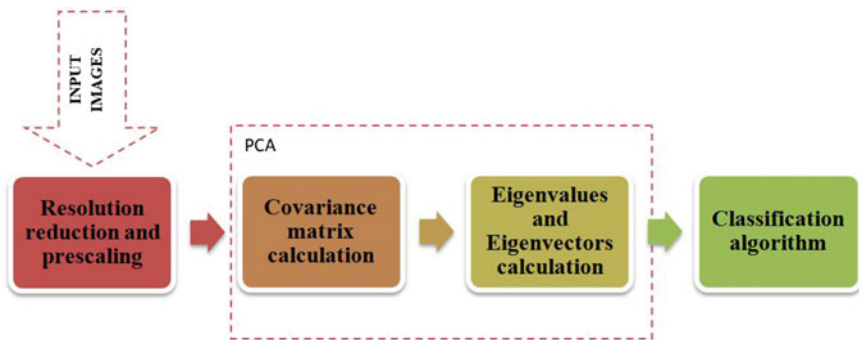 INPUT
IMAGES
PCA
Resolution
reduction and
prescaling
Covariance
matrix
calculation
Eigenvalues
and
Eigenvectors
calculation
Classification
algorithm